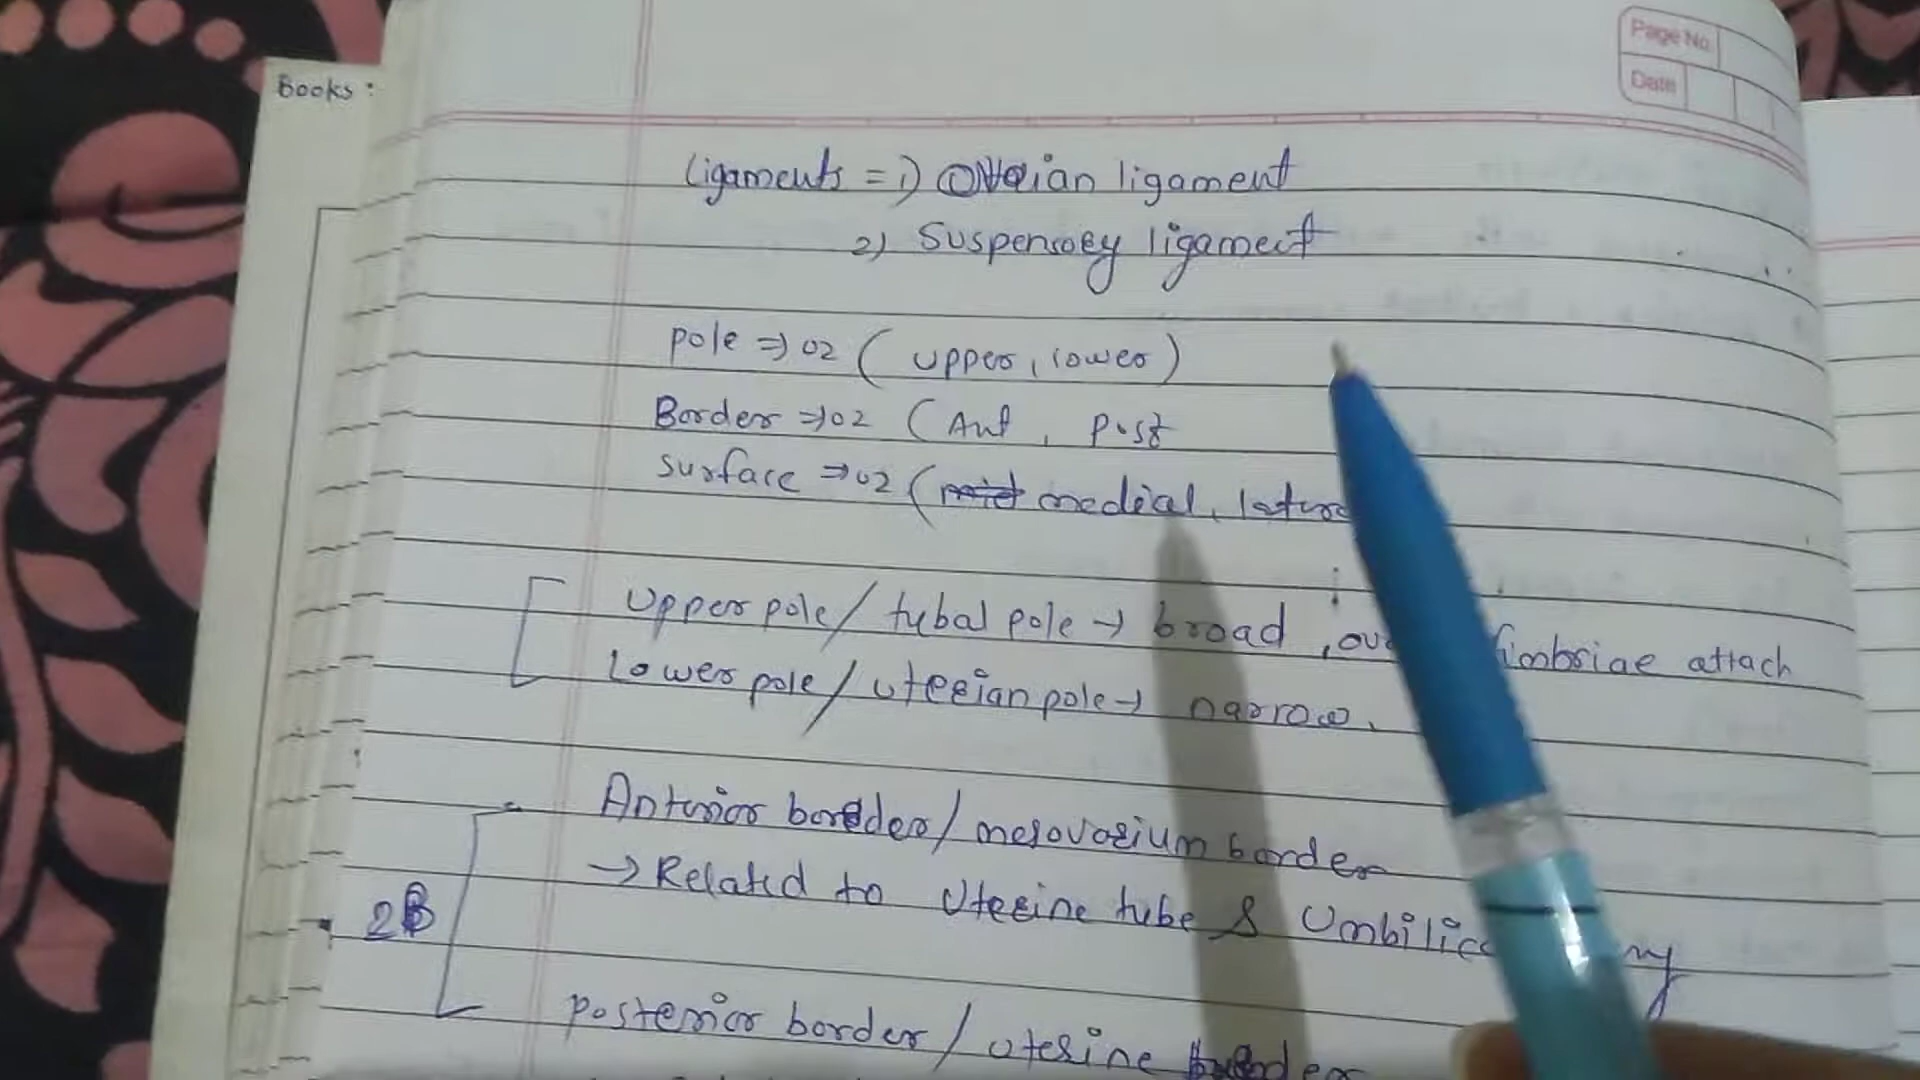 Page No.
Date
Books :
Ligaments = 1) Ovarian ligament
2) Suspensory ligament
pole ⇒ 02 ( upper, lower )
Border ⇒ 02 ( Ant , Post
surface ⇒ 02 ( medial,
Upper pole / tubal pole → broad , fimbriae attach
Lower pole / uterian pole → narrow.
Anterior border / mesovarium border
→ Related to Uterine tube &
2B
posterior border / uterine border